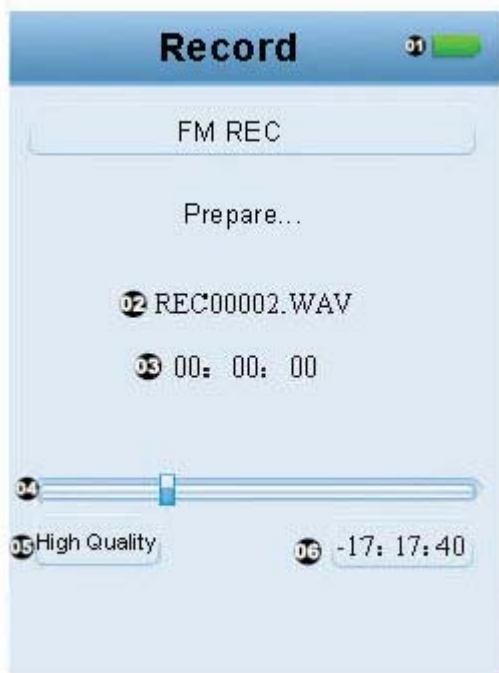 Record 01
FM REC
Prepare...
02 REC00002.WAV
03 00: 00: 00
04
05 High Quality
06 -17: 17: 40